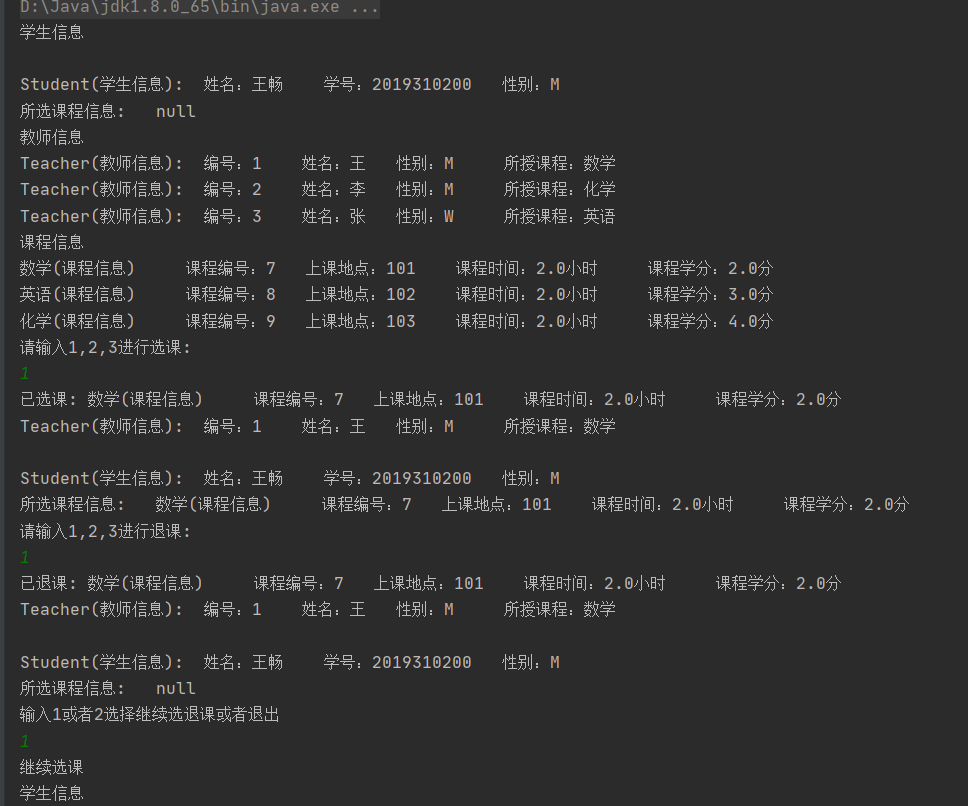 D:\Java\jdk1.8.0_65\bin\java.exe ...
学生信息
Student(学生信息): 姓名：王畅 学号：2019310200 性别：M
所选课程信息: null
教师信息
Teacher(教师信息): 编号：1 姓名：王 性别：M 所授课程：数学
Teacher(教师信息): 编号：2 姓名：李 性别：M 所授课程：化学
Teacher(教师信息): 编号：3 姓名：张 性别：W 所授课程：英语
课程信息
数学(课程信息) 课程编号：7 上课地点：101 课程时间：2.0小时 课程学分：2.0分
英语(课程信息) 课程编号：8 上课地点：102 课程时间：2.0小时 课程学分：3.0分
化学(课程信息) 课程编号：9 上课地点：103 课程时间：2.0小时 课程学分：4.0分
请输入1,2,3进行选课:
1
已选课: 数学(课程信息) 课程编号：7 上课地点：101 课程时间：2.0小时 课程学分：2.0分
Teacher(教师信息): 编号：1 姓名：王 性别：M 所授课程：数学
Student(学生信息): 姓名：王畅 学号：2019310200 性别：M
所选课程信息: 数学(课程信息) 课程编号：7 上课地点：101 课程时间：2.0小时 课程学分：2.0分
请输入1,2,3进行退课:
1
已退课: 数学(课程信息) 课程编号：7 上课地点：101 课程时间：2.0小时 课程学分：2.0分
Teacher(教师信息): 编号：1 姓名：王 性别：M 所授课程：数学
Student(学生信息): 姓名：王畅 学号：2019310200 性别：M
所选课程信息: null
输入1或者2选择继续选退课或者退出
1
继续选课
学生信息